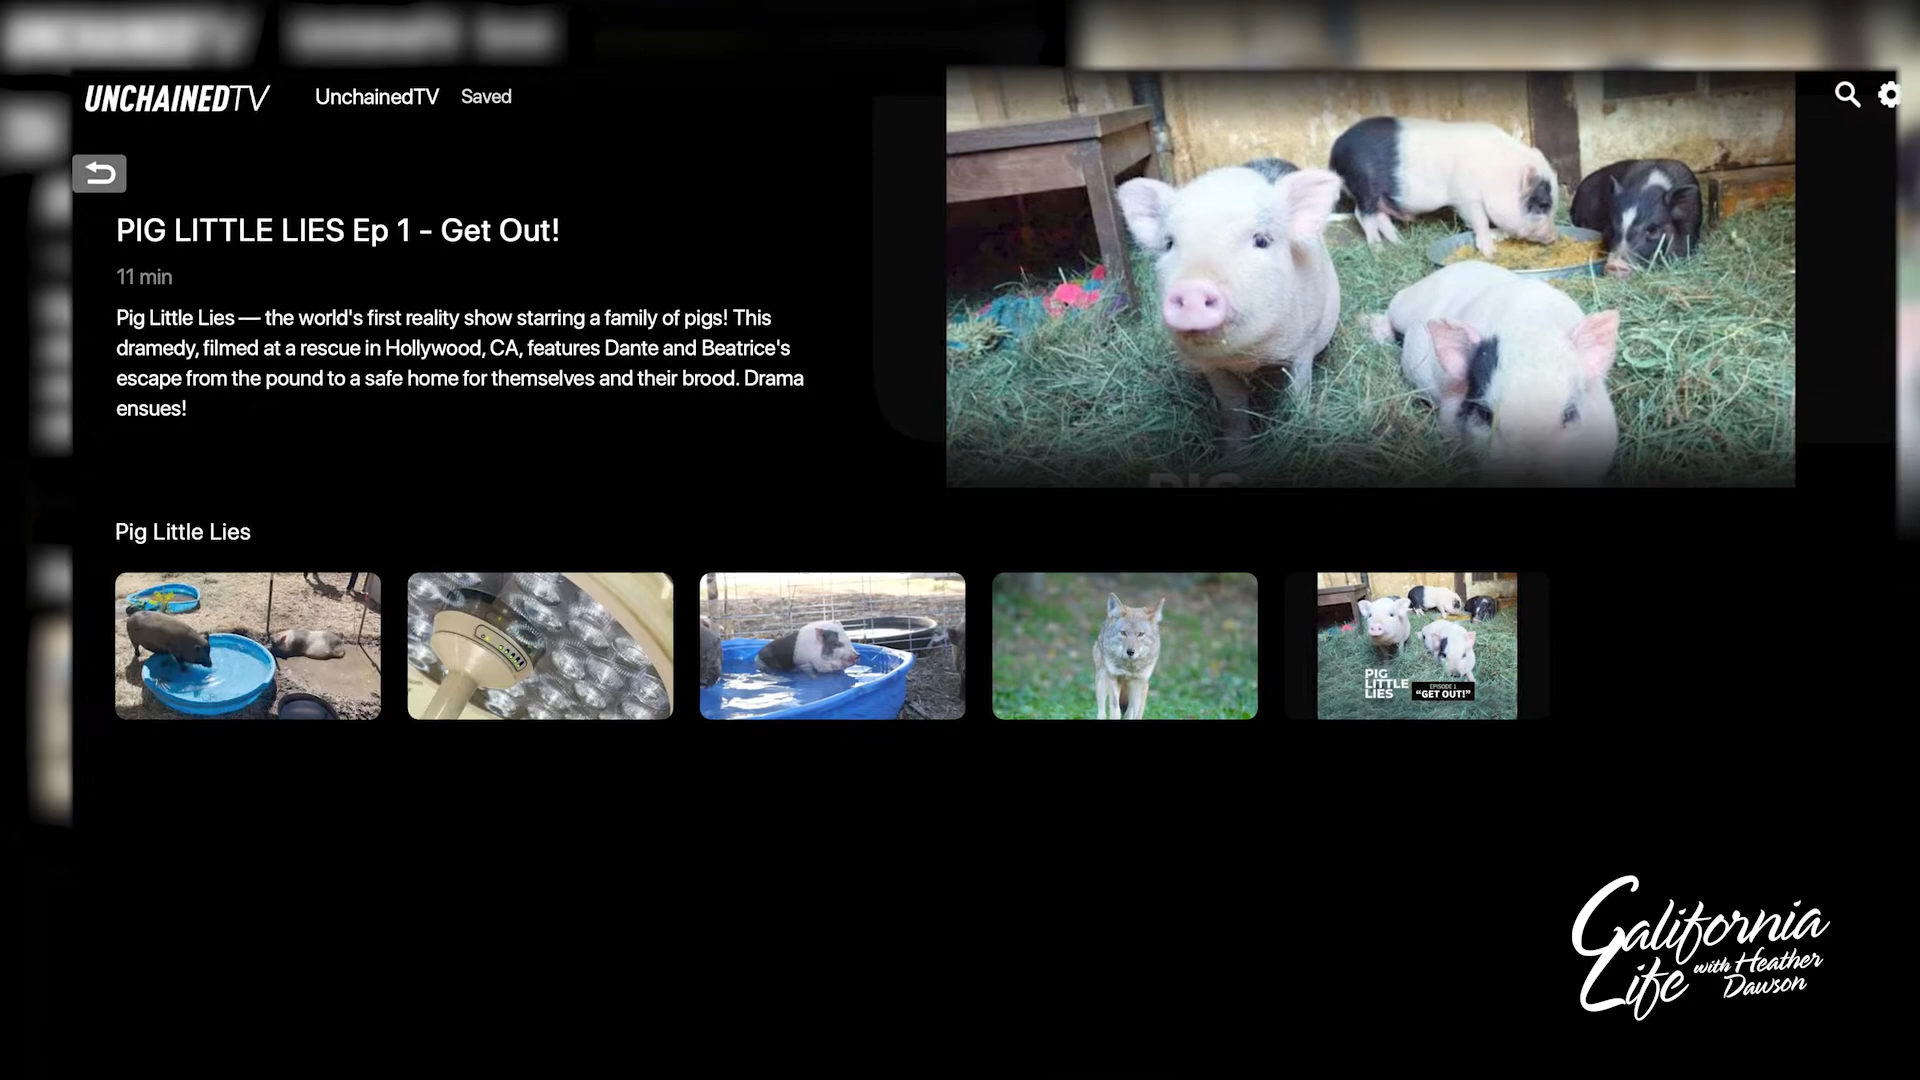 UNCHAINEDTV
UnchainedTV
Saved
PIG LITTLE LIES Ep 1 - Get Out!
11 min
Pig Little Lies — the world's first reality show starring a family of pigs! This
dramedy, filmed at a rescue in Hollywood, CA, features Dante and Beatrice's
escape from the pound to a safe home for themselves and their brood. Drama
ensues!
PIG
Pig Little Lies
PIG
LITTLE
LIES
EPISODE 1
"GET OUT!"
California
Life
with Heather
Dawson